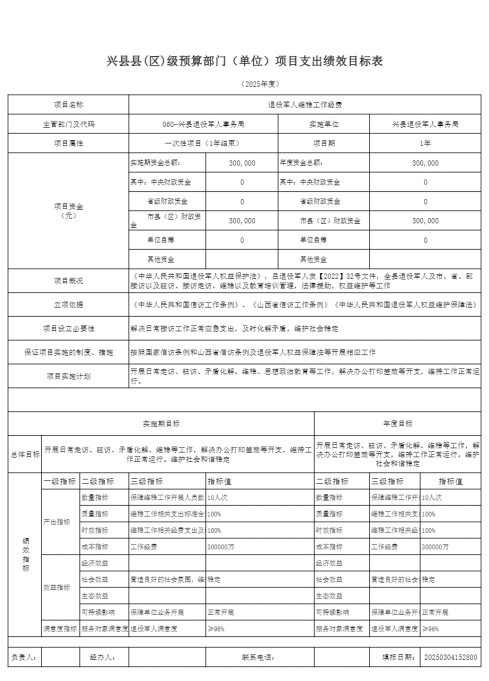 兴县县(区)级预算部门（单位）项目支出绩效目标表
（2025年度）
项目名称 退役军人维稳工作经费
主管部门及代码 060-兴县退役军人事务局 实施单位 兴县退役军人事务局
项目属性 一次性项目（1年结束） 项目期 1年
项目资金（元）
实施期资金总额： 300,000 年度资金总额： 300,000
其中：中央财政资金 0 其中：中央财政资金 0
省级财政资金 0 省级财政资金 0
市县（区）财政资金 300,000 市县（区）财政资金 300,000
单位自筹 0 单位自筹 0
其他资金 其他资金
项目概况 《中华人民共和国退役军人权益保护法》，吕退役军人发【2022】32号文件，全县退役军人及市、省、部
接访以及驻访、接访走访、维稳以及教育培训管理，法律援助，权益维护等工作
立项依据 《中华人民共和国信访工作条例》、《山西省信访工作条例》《中华人民共和国退役军人维护保障法》
项目设立必要性 解决日常接访工作正常应急支出、及时化解矛盾，维护社会稳定
保证项目实施的制度、措施 按照国家信访条例和山西省信访条例及退役军人权益保障法等开展相应工作
项目实施计划 开展日常走访、驻访、矛盾化解、维稳、思想政治教育等工作，解决办公打印差旅等开支，维持工作正常运
行。
实施期目标 年度目标
总体目标
开展日常走访、驻访、矛盾化解、维稳等工作，解决办公打印差旅等开支，维持工
作正常运行。维护社会和谐稳定
开展日常走访、驻访、矛盾化解、维稳等工作，解
决办公打印差旅等开支，维持工作正常运行。维护
社会和谐稳定
绩效指标
一级指标 二级指标 三级指标 指标值 二级指标 三级指标 指标值
产出指标
数量指标 保障维稳工作开展人员数 10人次 数量指标 保障维稳工作开 10人次
质量指标 维稳工作相关支出标准合 100% 质量指标 维稳工作相关支 100%
时效指标 维稳工作相关经费支出及 100% 时效指标 维稳工作相关经 100%
成本指标 工作经费 300000万 成本指标 工作经费 300000万
效益指标
经济效益 经济效益
社会效益 营造良好的社会氛围，维 稳定 社会效益 营造良好的社会 稳定
生态效益 生态效益
可持续影响 保障单位业务开展 正常开展 可持续影响 保障单位业务开 正常开展
满意度指标 服务对象满意度 退役军人满意度 ≥96% 服务对象满意度 退役军人满意度 ≥96%
负责人： 经办人： 联系电话： 填报日期： 20250304152800